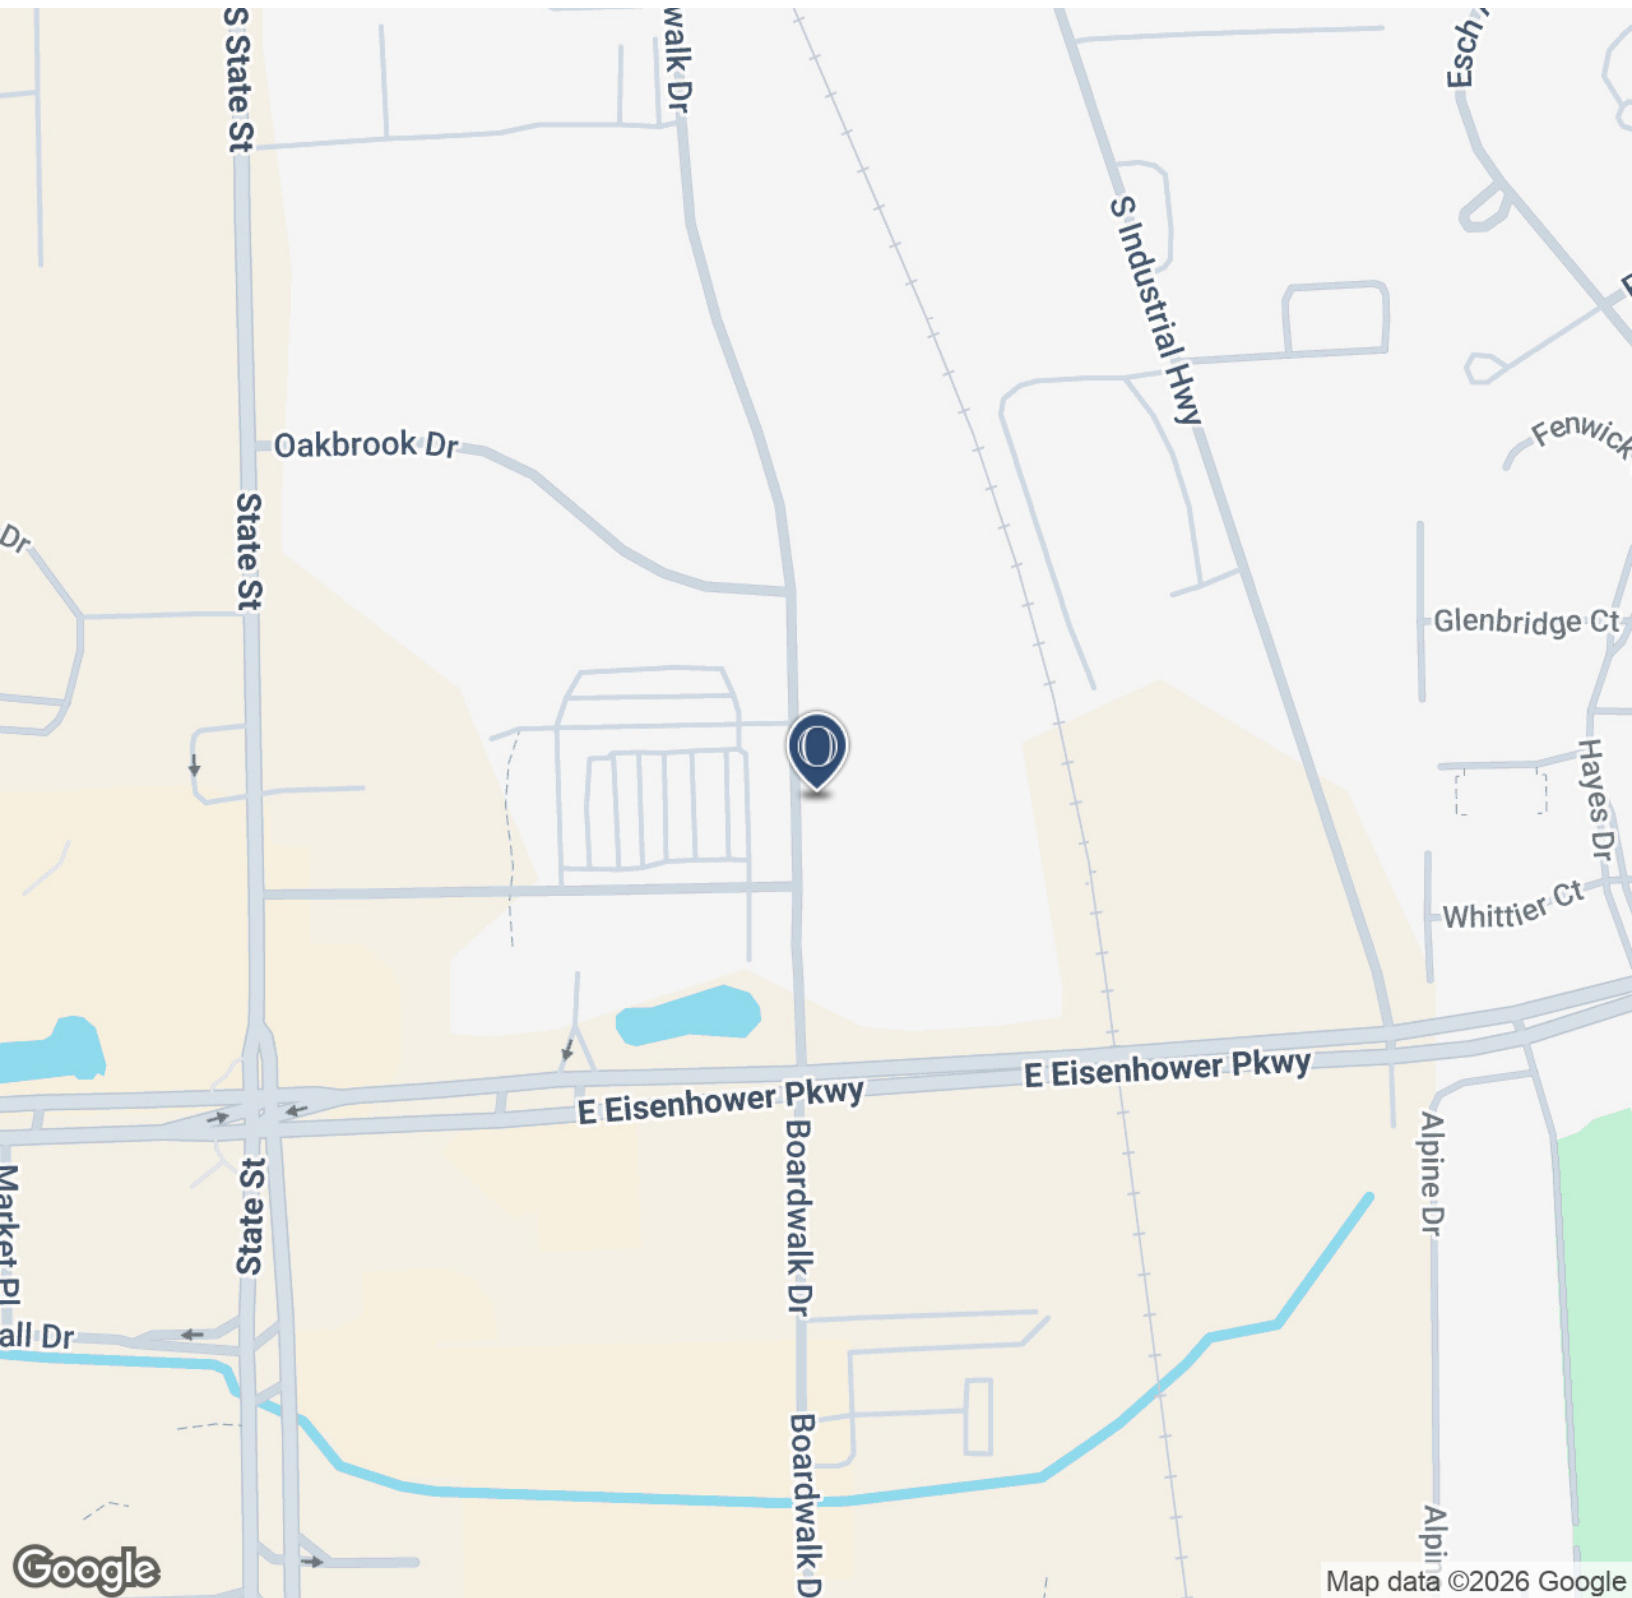 S State St
walk Dr
Esch
S Industrial Hwy
Oakbrook Dr
Fenwick
State St
Dr
Glenbridge Ct
Hayes Dr
Whittier Ct
E Eisenhower Pkwy
E Eisenhower Pkwy
Boardwalk Dr
Alpine Dr
State St
Market Pl
all Dr
Boardwalk D
Alpin
Google
Map data ©2026 Google